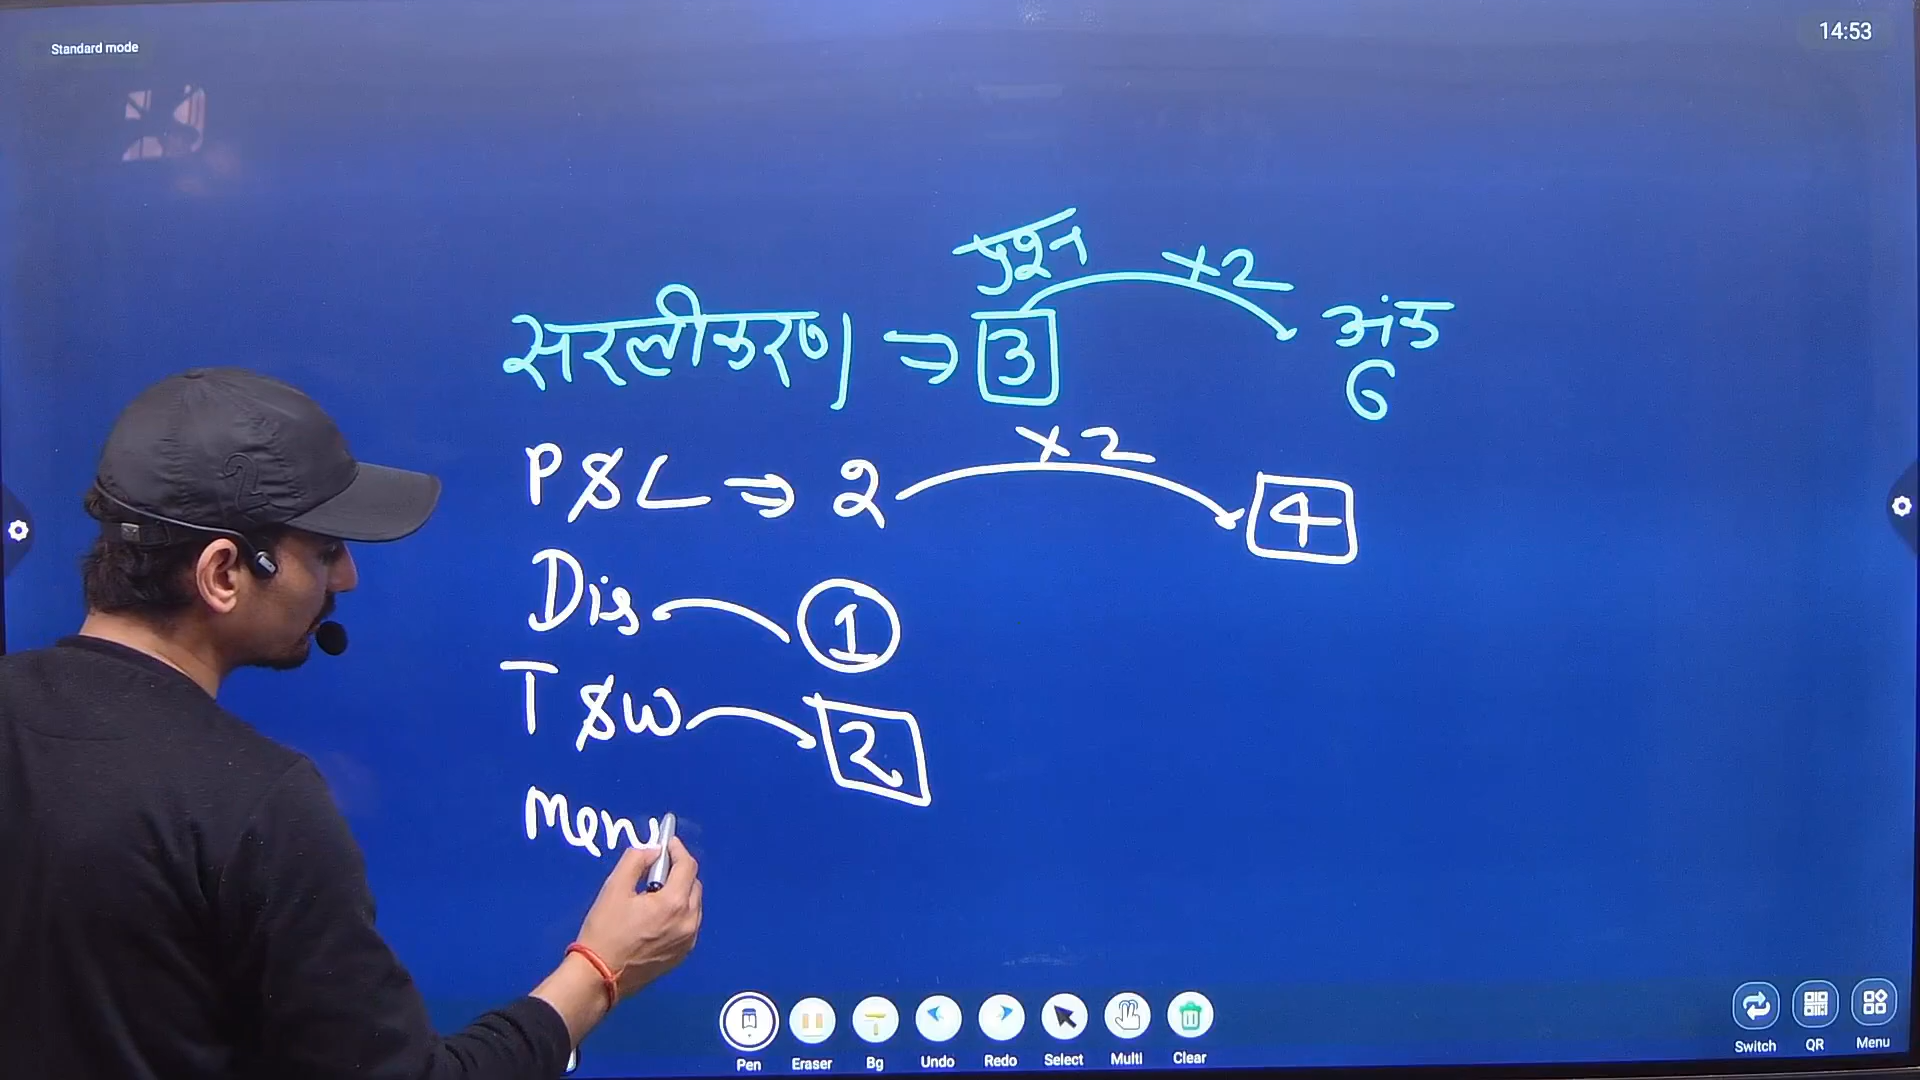 Standard mode
14:53
प्रश्न ×2
सरलीकरण ⇒ 3 अंक
6
P&L ⇒ 2 ×2 4
Dis 1
T&W 2
Menu
Pen Eraser Bg Undo Redo Select Multi Clear
Switch QR Menu